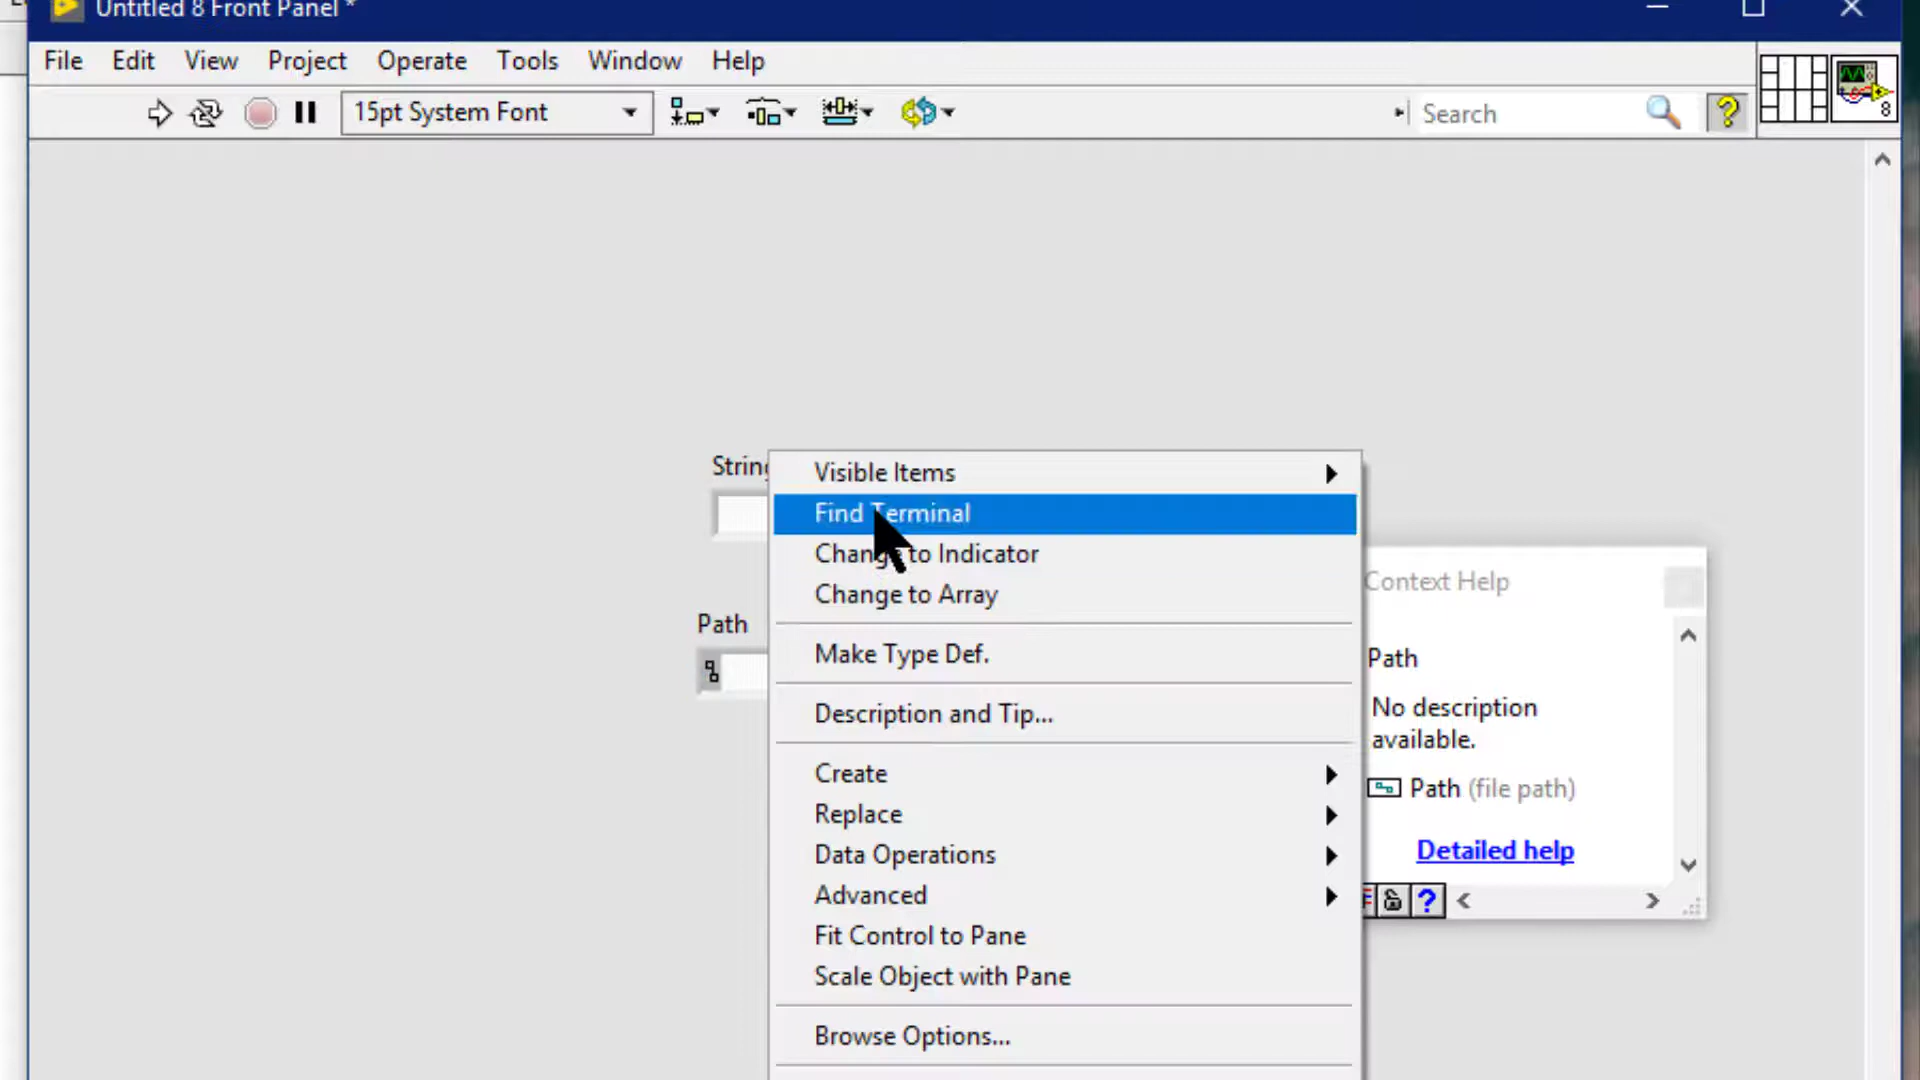 Untitled 8 Front Panel *
File Edit View Project Operate Tools Window Help
15pt System Font
Search
?
8
String
Path
Visible Items
Find Terminal
Change to Indicator
Change to Array
Make Type Def.
Description and Tip...
Create
Replace
Data Operations
Advanced
Fit Control to Pane
Scale Object with Pane
Browse Options...
Context Help
Path
No description
available.
Path (file path)
Detailed help
?